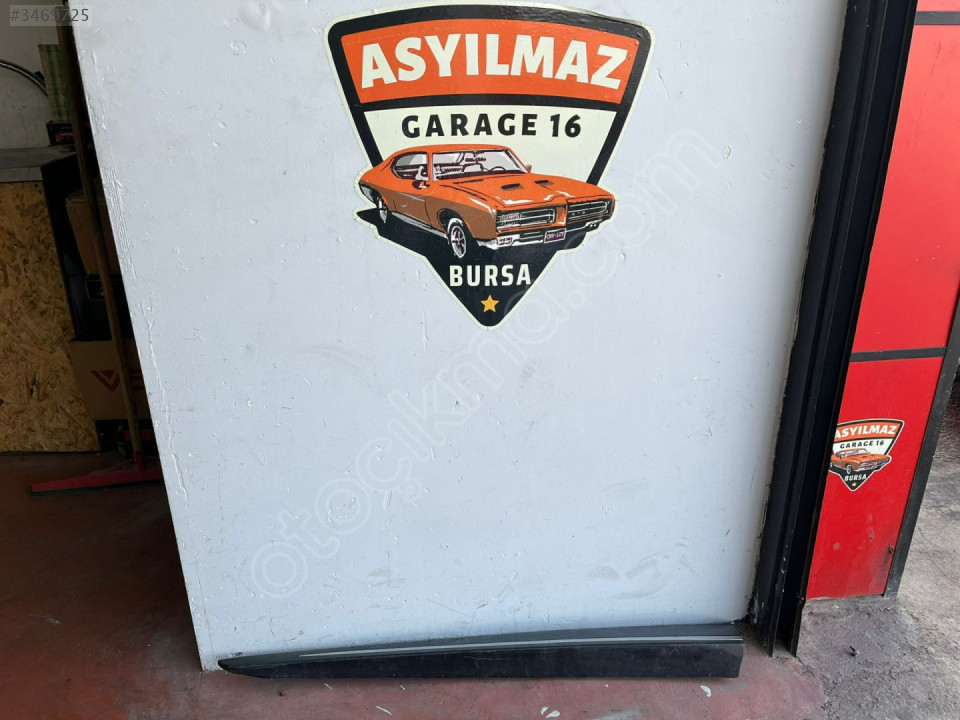 #3469725
ASYILMAZ
GARAGE 16
BURSA
otoçıkma.com
ASYILMAZ
GARAGE 16
BURSA